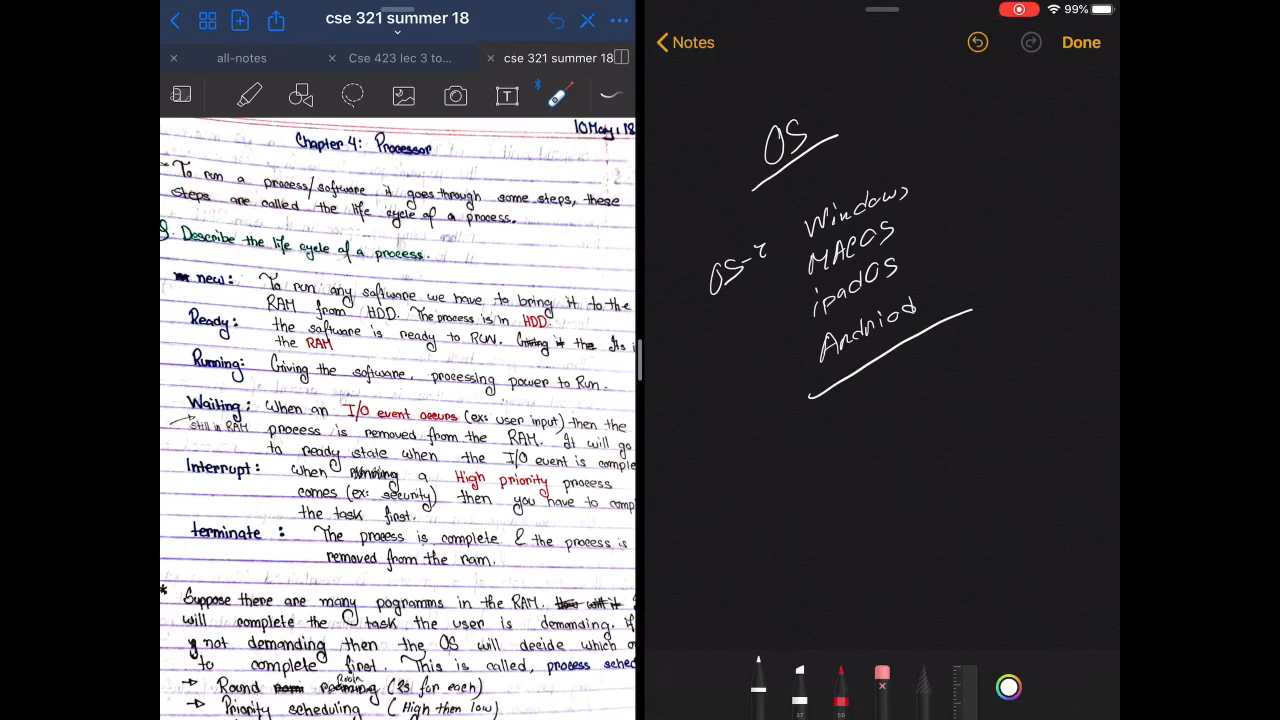 cse 321 summer 18
all-notes
Cse 423 lec 3 to...
cse 321 summer 18
10 May, 18
Chapter 4: Processor
To run a process/software it goes through some steps, these
steps are called the life cycle of a process.
Q. Describe the life cycle of a process.
new: To run any software we have to bring it to the
RAM from HDD. The process is in HDD.
Ready: the software is ready to RUN. Its i
the RAM
Running: Giving the software, processing power to Run.
Waiting: When an I/O event occurs (ex: user input) then the
still in RAM process is removed from the RAM. It will go
to ready state when the I/O event is comple
Interrupt: when a High priority process
comes (ex: security) then you have to comp
the task first.
terminate: The process is complete & the process is
removed from the ram.
* Suppose there are many pogramms in the RAM.
will complete the task the user is demanding. If
not demanding then the OS will decide which o
to complete first. This is called, process sched
→ Round Robin (for each)
→ Priority scheduling (High then low)
99%
Notes
Done
OS
Windows
OS-
MACOS
ipadOS
Andriod
37
50